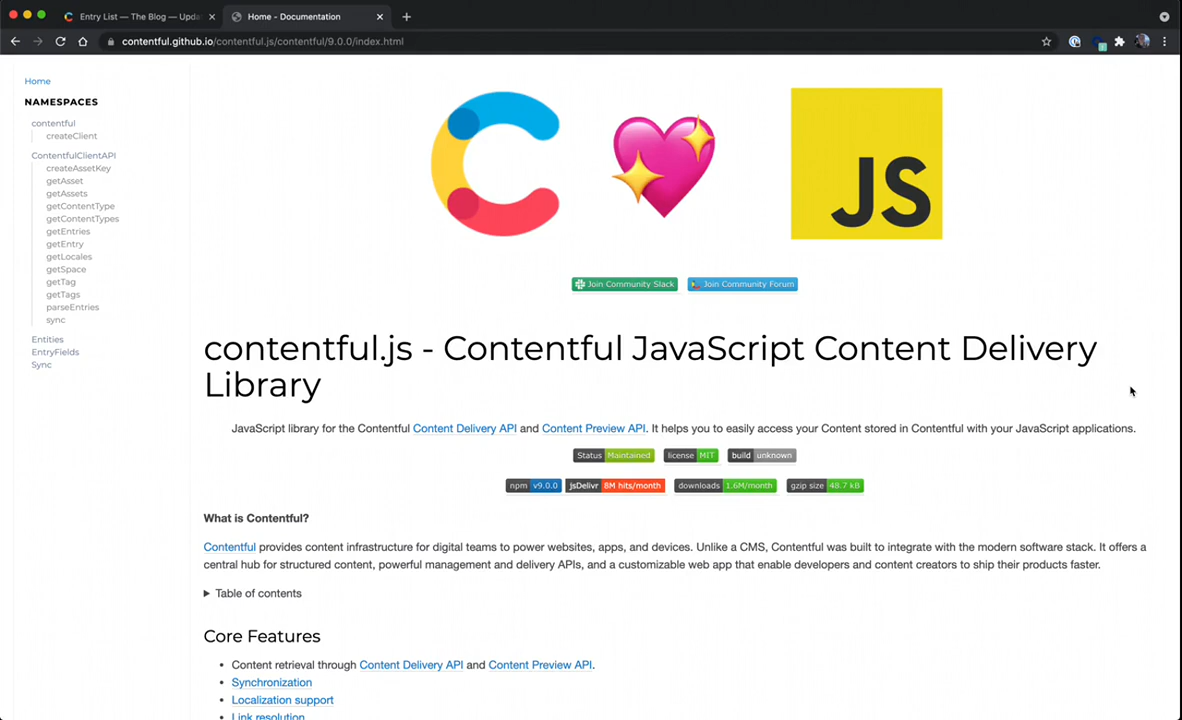 Entry List — The Blog — Upda
Home - Documentation
contentful.github.io/contentful.js/contentful/9.0.0/index.html
Home
NAMESPACES
contentful
createClient
ContentfulClientAPI
createAssetKey
getAsset
getAssets
getContentType
getContentTypes
getEntries
getEntry
getLocales
getSpace
getTag
getTags
parseEntries
sync
Entities
EntryFields
Sync
JS
Join Community Slack
Join Community Forum
contentful.js - Contentful JavaScript Content Delivery
Library
JavaScript library for the Contentful Content Delivery API and Content Preview API. It helps you to easily access your Content stored in Contentful with your JavaScript applications.
Status Maintained license MIT build unknown
npm v9.0.0 jsDelivr 8M hits/month downloads 1.6M/month gzip size 48.7 kB
What is Contentful?
Contentful provides content infrastructure for digital teams to power websites, apps, and devices. Unlike a CMS, Contentful was built to integrate with the modern software stack. It offers a
central hub for structured content, powerful management and delivery APIs, and a customizable web app that enable developers and content creators to ship their products faster.
Table of contents
Core Features
Content retrieval through Content Delivery API and Content Preview API.
Synchronization
Localization support
Link resolution